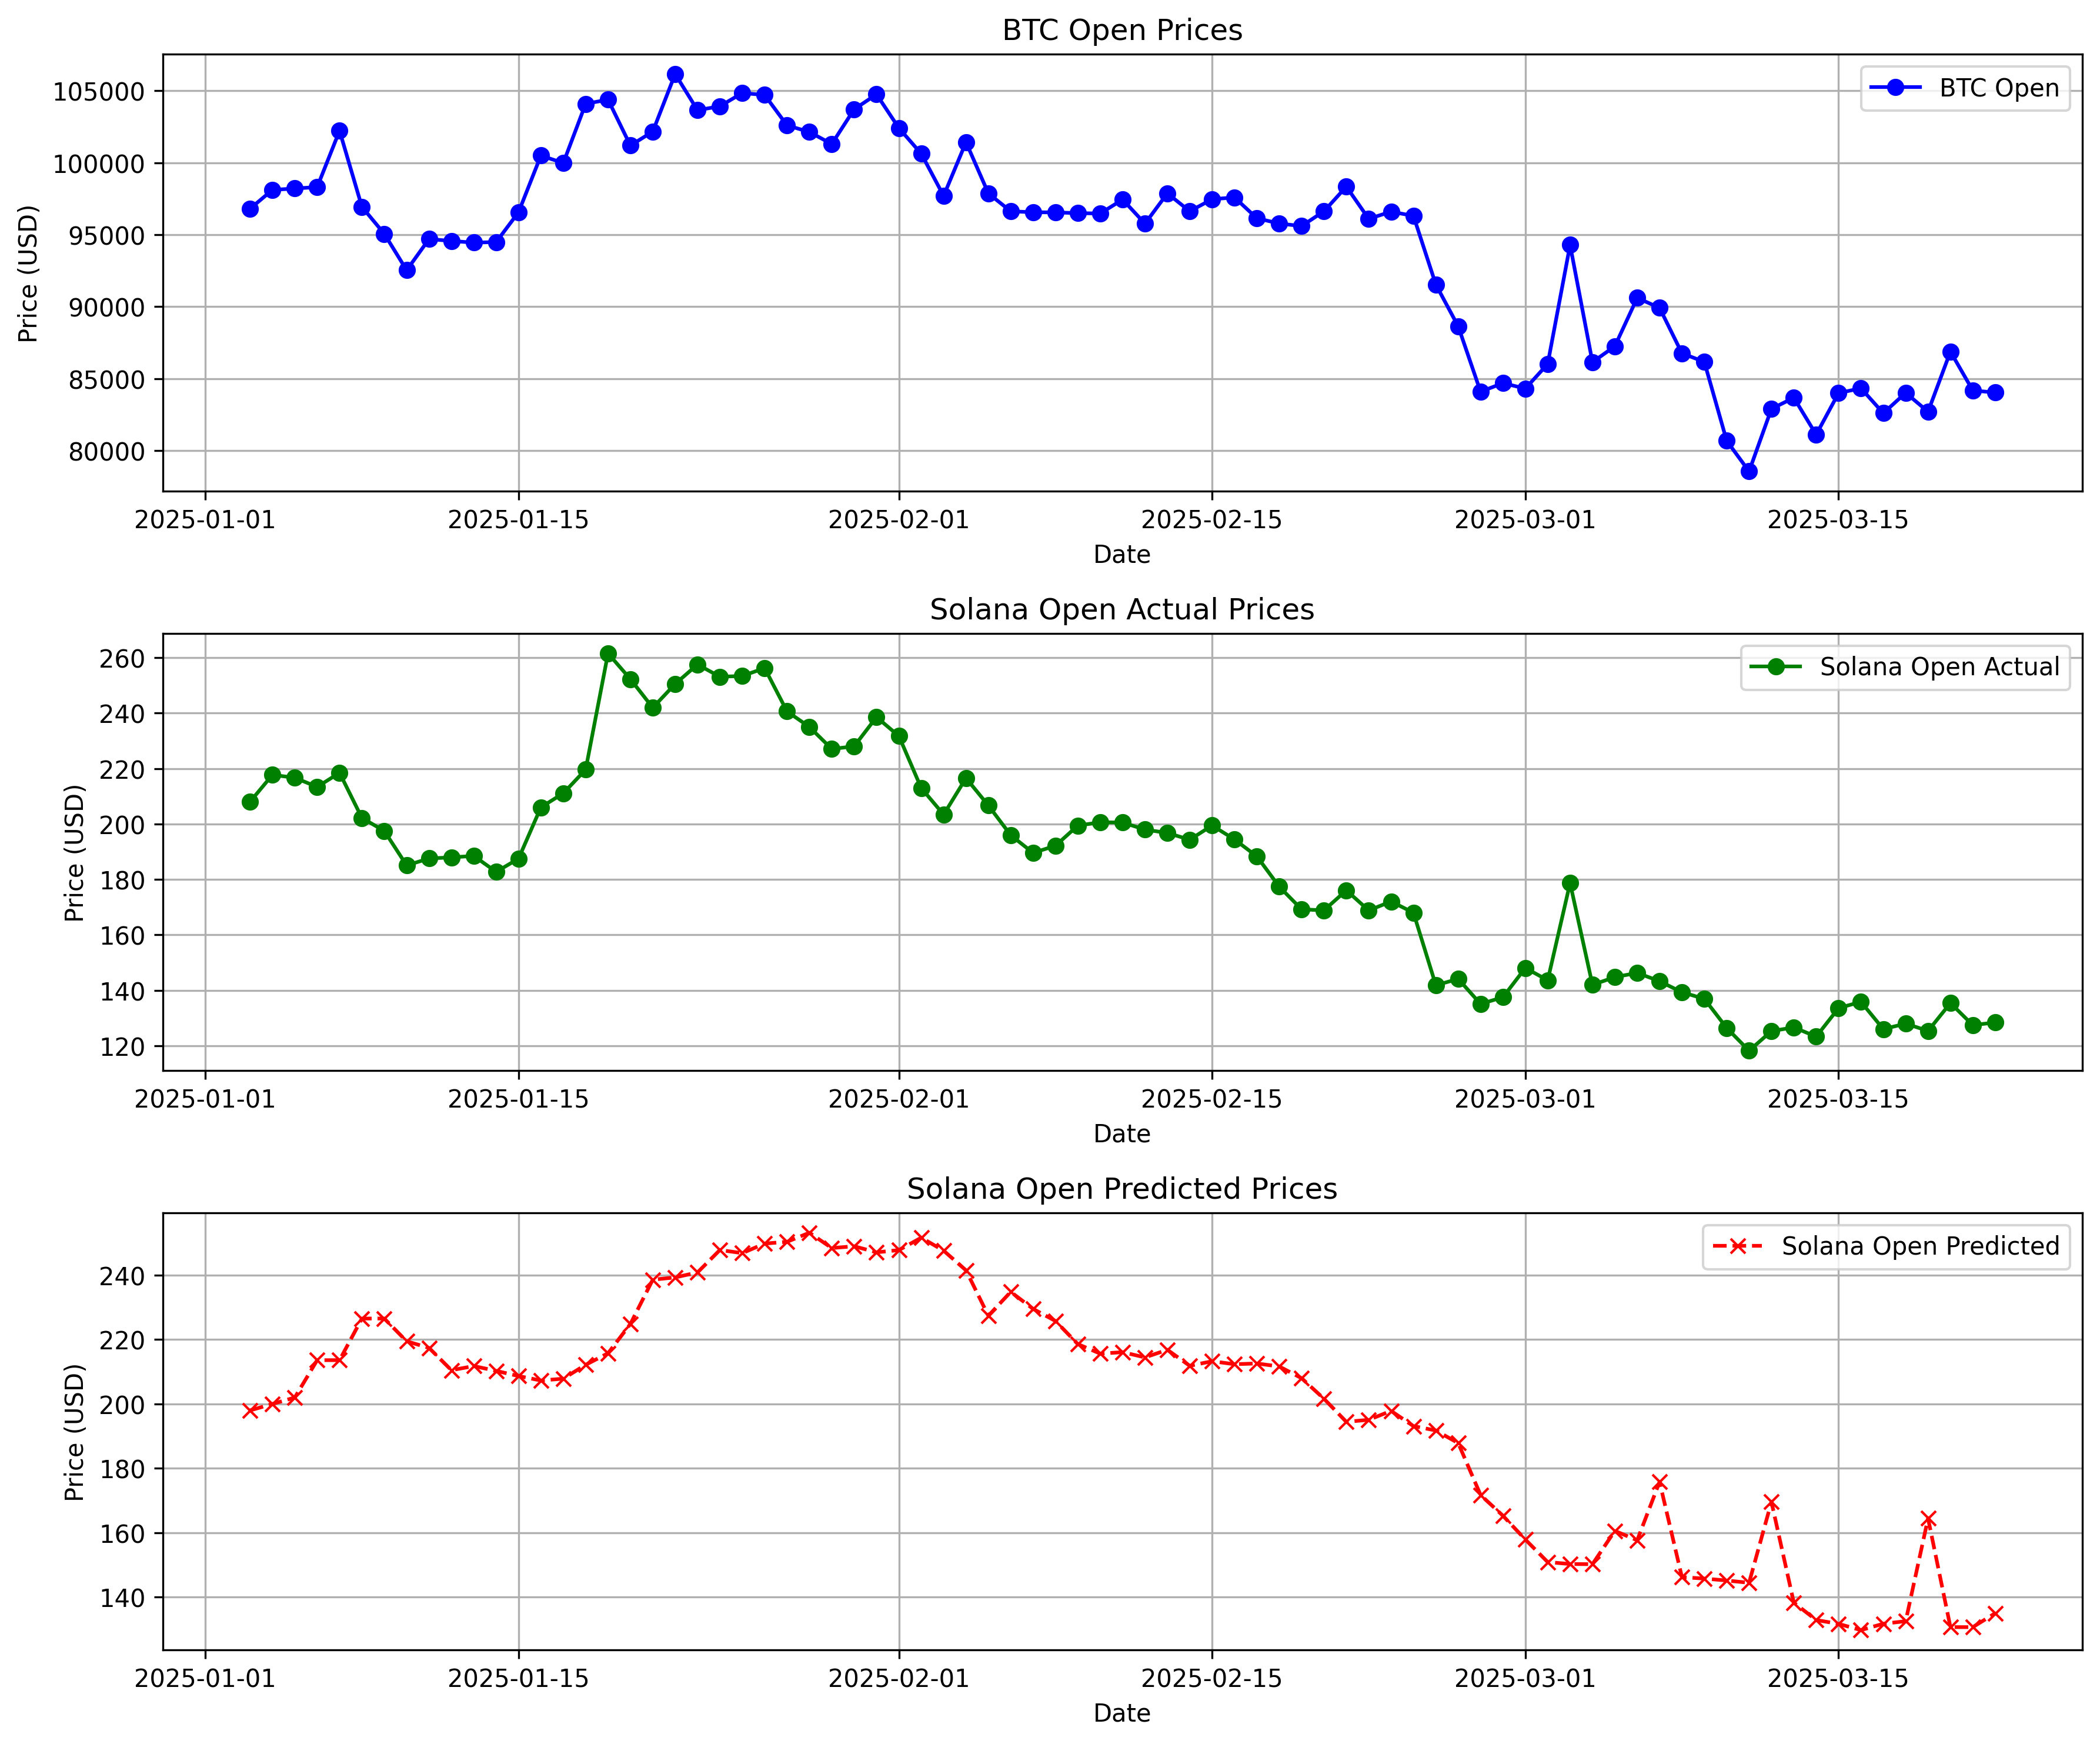 BTC Open Prices
BTC Open
105000
100000
95000
90000
85000
80000
Price (USD)
2025-01-01 2025-01-15 2025-02-01 2025-02-15 2025-03-01 2025-03-15
Date
Solana Open Actual Prices
Solana Open Actual
260
240
220
200
180
160
140
120
Price (USD)
2025-01-01 2025-01-15 2025-02-01 2025-02-15 2025-03-01 2025-03-15
Date
Solana Open Predicted Prices
Solana Open Predicted
240
220
200
180
160
140
Price (USD)
2025-01-01 2025-01-15 2025-02-01 2025-02-15 2025-03-01 2025-03-15
Date